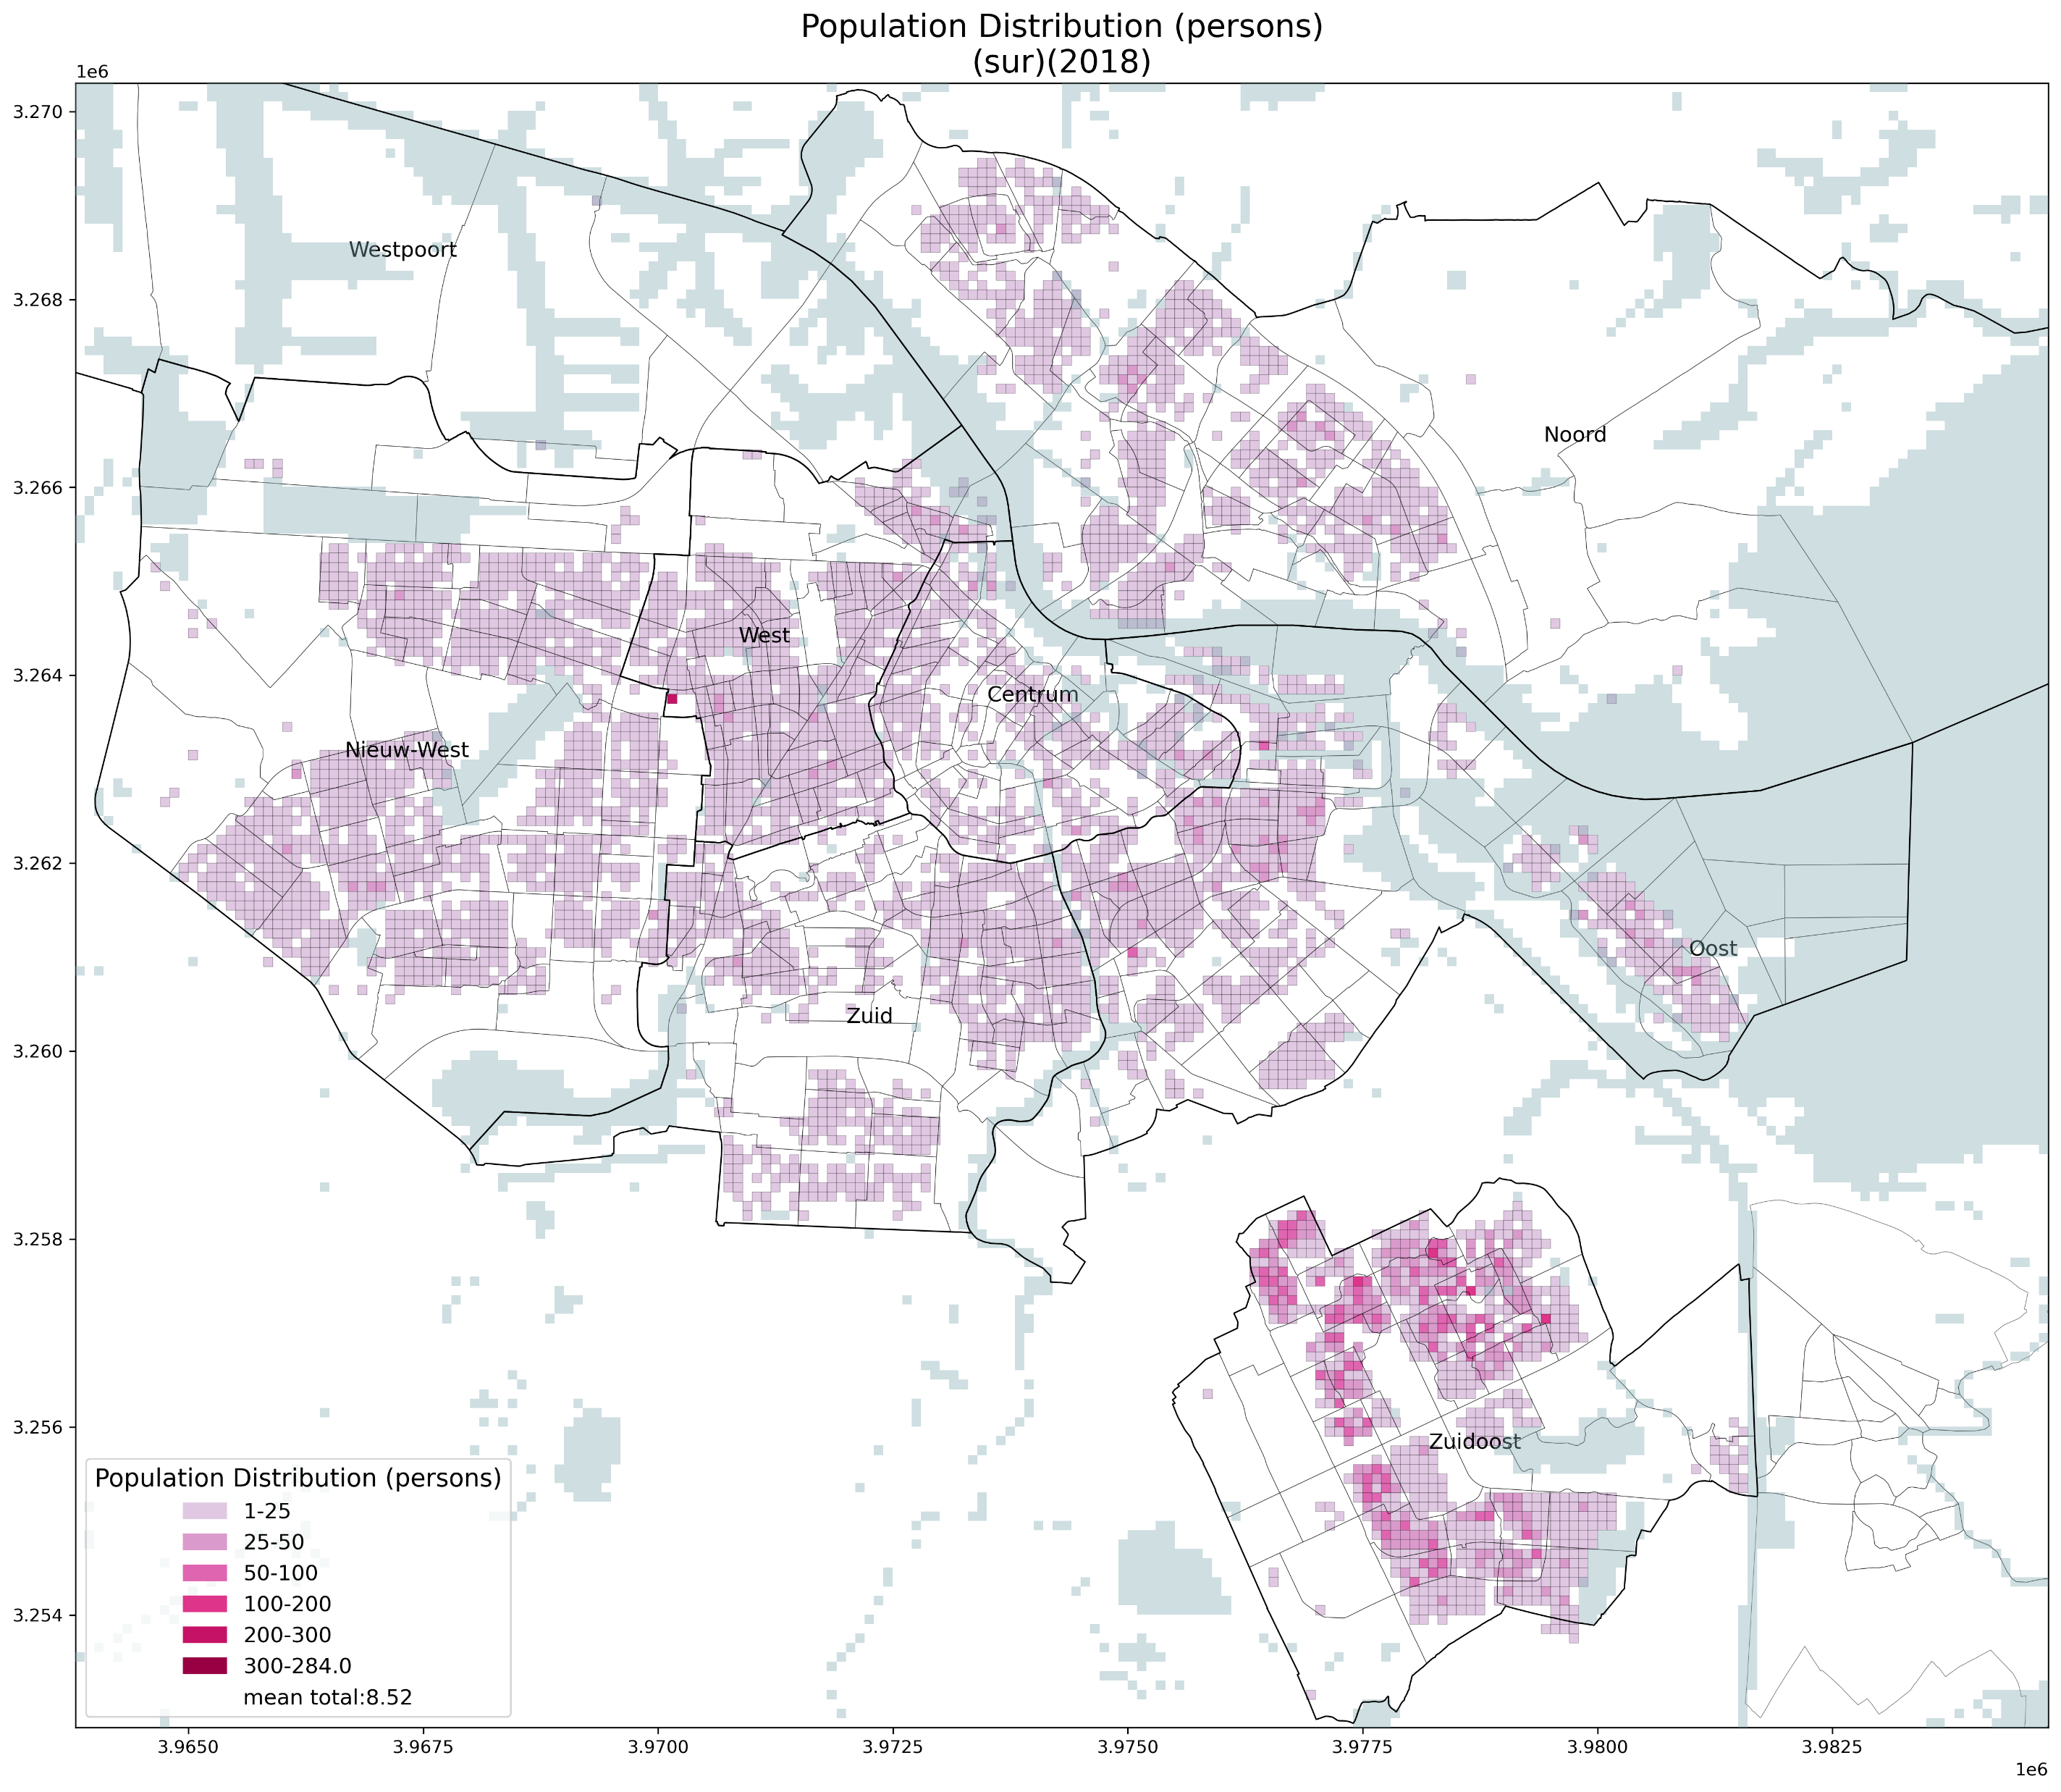 Population Distribution (persons)
(sur)(2018)
1e6
3.270
3.268
3.266
3.264
3.262
3.260
3.258
3.256
3.254
Westpoort
Noord
West
Centrum
Nieuw-West
Oost
Zuid
Zuidoost
Population Distribution (persons)
1-25
25-50
50-100
100-200
200-300
300-284.0
mean total:8.52
3.9650 3.9675 3.9700 3.9725 3.9750 3.9775 3.9800 3.9825
1e6